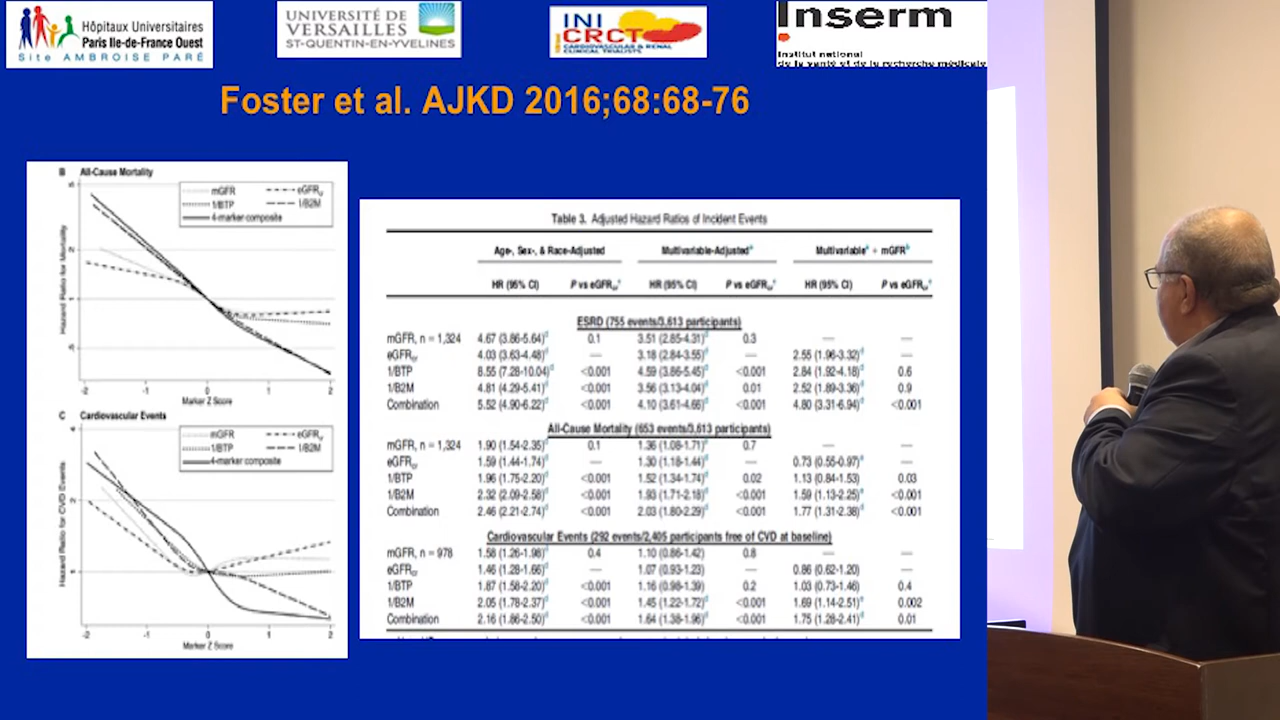 Hôpitaux Universitaires
Paris Ile-de-France Ouest
Site AMBROISE PARÉ
UNIVERSITÉ DE
VERSAILLES
ST-QUENTIN-EN-YVELINES
INI
CRCT
CARDIOVASCULAR & RENAL
CLINICAL TRIALISTS
Inserm
Institut national
de la santé et de la recherche médicale
Foster et al. AJKD 2016;68:68-76
B All-Cause Mortality
mGFR eGFRcr
1/BTP 1/B2M
4-marker composite
Hazard Ratio for Mortality
.5 1 2
-2 -1 0 1 2
Marker Z Score
C Cardiovascular Events
mGFR eGFRcr
1/BTP 1/B2M
4-marker composite
Hazard Ratio for CVD Events
4 2 1
-2 -1 0 1 2
Marker Z Score
Table 3. Adjusted Hazard Ratios of Incident Events
Age-, Sex-, & Race-Adjusted Multivariable-Adjustedᵃ Multivariableᵃ + mGFRᵇ
HR (95% CI) P vs eGFRcrᶜ HR (95% CI) P vs eGFRcrᶜ HR (95% CI) P vs eGFRcrᶜ
ESRD (755 events/3,613 participants)
mGFR, n = 1,324 4.67 (3.86-5.64)ᵈ 0.1 3.51 (2.85-4.31)ᵈ 0.3 — —
eGFRcr 4.03 (3.63-4.48)ᵈ — 3.18 (2.84-3.55)ᵈ — 2.55 (1.96-3.32)ᵈ —
1/BTP 8.55 (7.28-10.04)ᵈ <0.001 4.59 (3.86-5.45)ᵈ <0.001 2.84 (1.92-4.18)ᵈ 0.6
1/B2M 4.81 (4.29-5.41)ᵈ <0.001 3.56 (3.13-4.04)ᵈ 0.01 2.52 (1.89-3.36)ᵈ 0.9
Combination 5.52 (4.90-6.22)ᵈ <0.001 4.10 (3.61-4.66)ᵈ <0.001 4.80 (3.31-6.94)ᵈ <0.001
All-Cause Mortality (653 events/3,613 participants)
mGFR, n = 1,324 1.90 (1.54-2.35)ᵈ 0.1 1.36 (1.08-1.71)ᵉ 0.7 — —
eGFRcr 1.59 (1.44-1.74)ᵈ — 1.30 (1.18-1.44)ᵈ — 0.73 (0.55-0.97)ᵉ —
1/BTP 1.96 (1.75-2.20)ᵈ <0.001 1.52 (1.34-1.74)ᵈ 0.02 1.13 (0.84-1.53) 0.03
1/B2M 2.32 (2.09-2.58)ᵈ <0.001 1.93 (1.71-2.18)ᵈ <0.001 1.59 (1.13-2.25)ᵉ <0.001
Combination 2.46 (2.21-2.74)ᵈ <0.001 2.03 (1.80-2.29)ᵈ <0.001 1.77 (1.31-2.38)ᵈ <0.001
Cardiovascular Events (292 events/2,405 participants free of CVD at baseline)
mGFR, n = 978 1.58 (1.26-1.98)ᵈ 0.4 1.10 (0.86-1.42) 0.8 — —
eGFRcr 1.46 (1.28-1.66)ᵈ — 1.07 (0.93-1.23) — 0.86 (0.62-1.20) —
1/BTP 1.87 (1.58-2.20)ᵈ <0.001 1.16 (0.98-1.39) 0.2 1.03 (0.73-1.46) 0.4
1/B2M 2.05 (1.78-2.37)ᵈ <0.001 1.45 (1.22-1.72)ᵈ <0.001 1.69 (1.14-2.51)ᵉ 0.002
Combination 2.16 (1.86-2.50)ᵈ <0.001 1.64 (1.38-1.96)ᵈ <0.001 1.75 (1.28-2.41)ᵈ 0.01